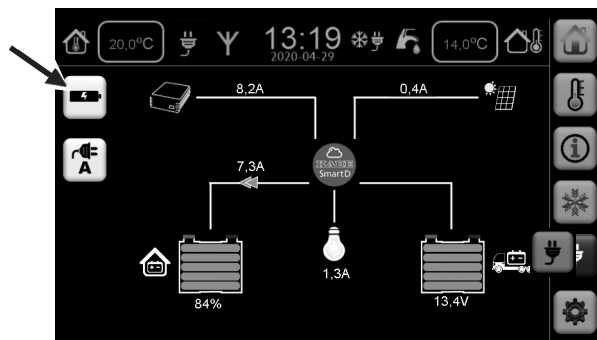 20,0°C
13:19
2020-04-29
14,0°C
8,2A
0,4A
A
7,3A
KABE
SmartD
1,3A
84%
13,4V